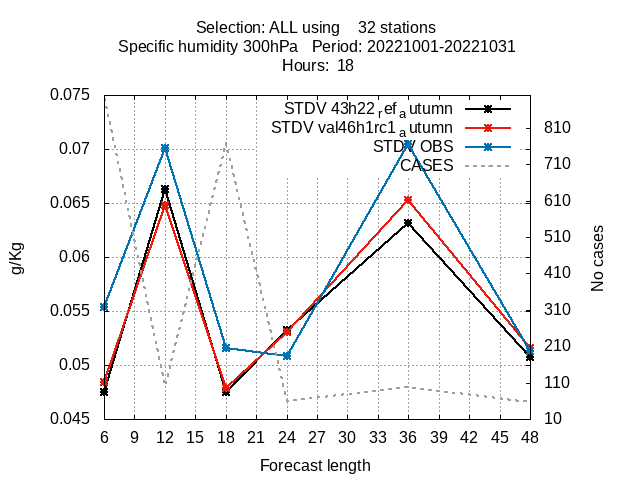 Selection: ALL using    32 stations
Specific humidity 300hPa   Period: 20221001-20221031
Hours:  18
STDV 43h22_ref_autumn
STDV val46h1rc1_autumn
STDV OBS
CASES
0.075
0.07
0.065
0.06
0.055
0.05
0.045
g/Kg
810
710
610
510
410
310
210
110
10
No cases
6 9 12 15 18 21 24 27 30 33 36 39 42 45 48
Forecast length